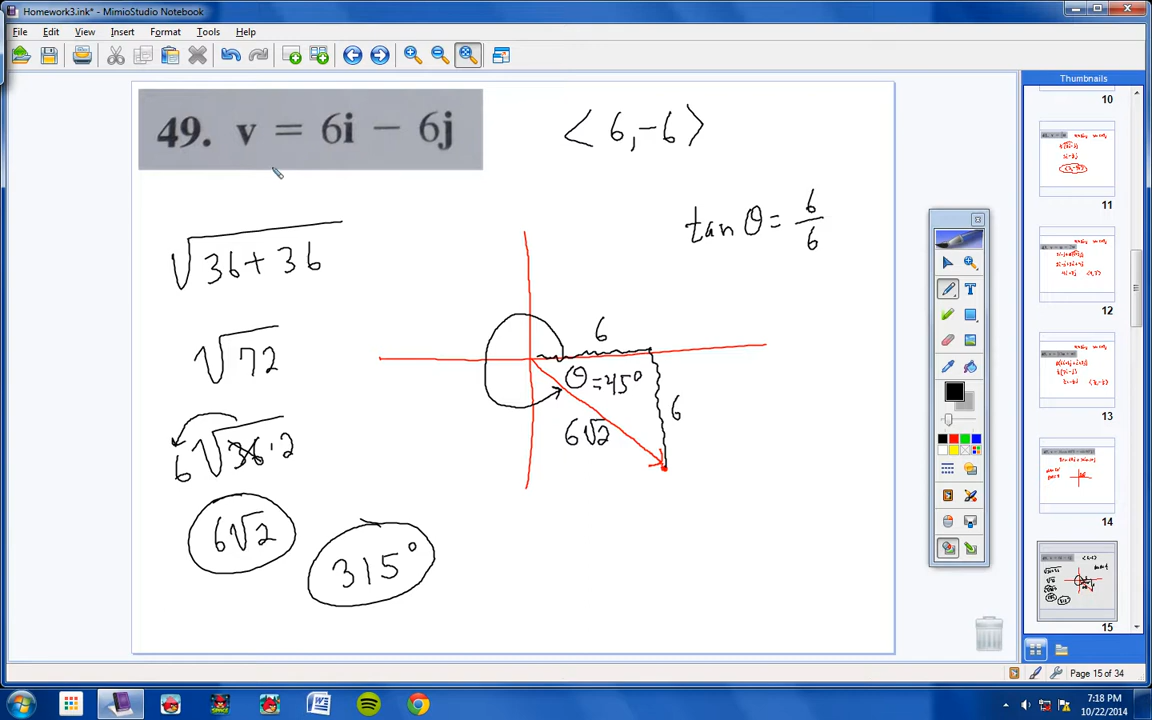 Homework3.ink* - MimioStudio Notebook
File Edit View Insert Format Tools Help
Thumbnails
49. v = 6i − 6j
<6,-6>
tan θ = 6/6
√36+36
√72
6√36·2
6√2
315°
6
θ=45°
6
6√2
10
11
12
13
14
15
Page 15 of 34
7:18 PM
10/22/2014